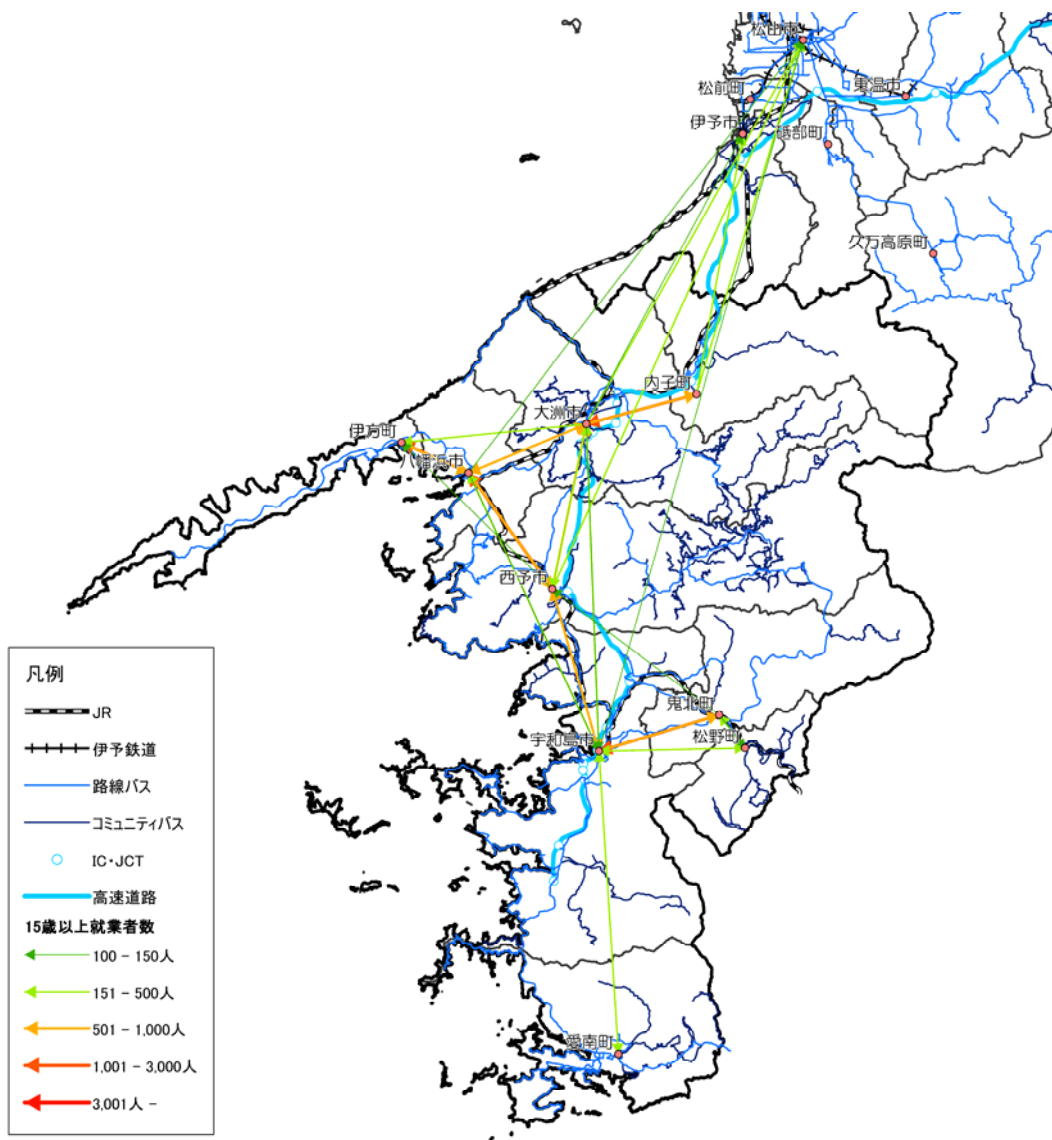 松山市
松前町
東温市
伊予市
砥部町
久万高原町
内子町
大洲市
伊方町
八幡浜市
西予市
鬼北町
松野町
宇和島市
愛南町
凡例
JR
伊予鉄道
路線バス
コミュニティバス
IC・JCT
高速道路
15歳以上就業者数
100 - 150人
151 - 500人
501 - 1,000人
1,001 - 3,000人
3,001人 -